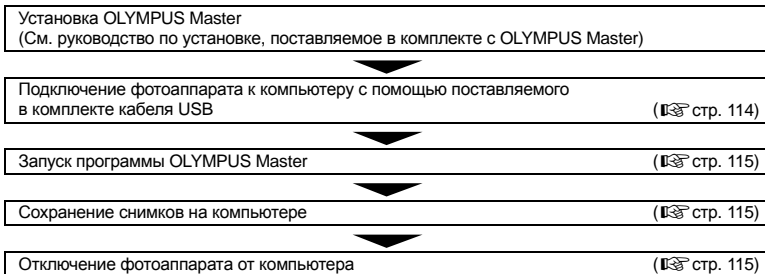 Установка OLYMPUS Master
(См. руководство по установке, поставляемое в комплекте с OLYMPUS Master)
Подключение фотоаппарата к компьютеру с помощью поставляемого
в комплекте кабеля USB (☞ стр. 114)
Запуск программы OLYMPUS Master (☞ стр. 115)
Сохранение снимков на компьютере (☞ стр. 115)
Отключение фотоаппарата от компьютера (☞ стр. 115)